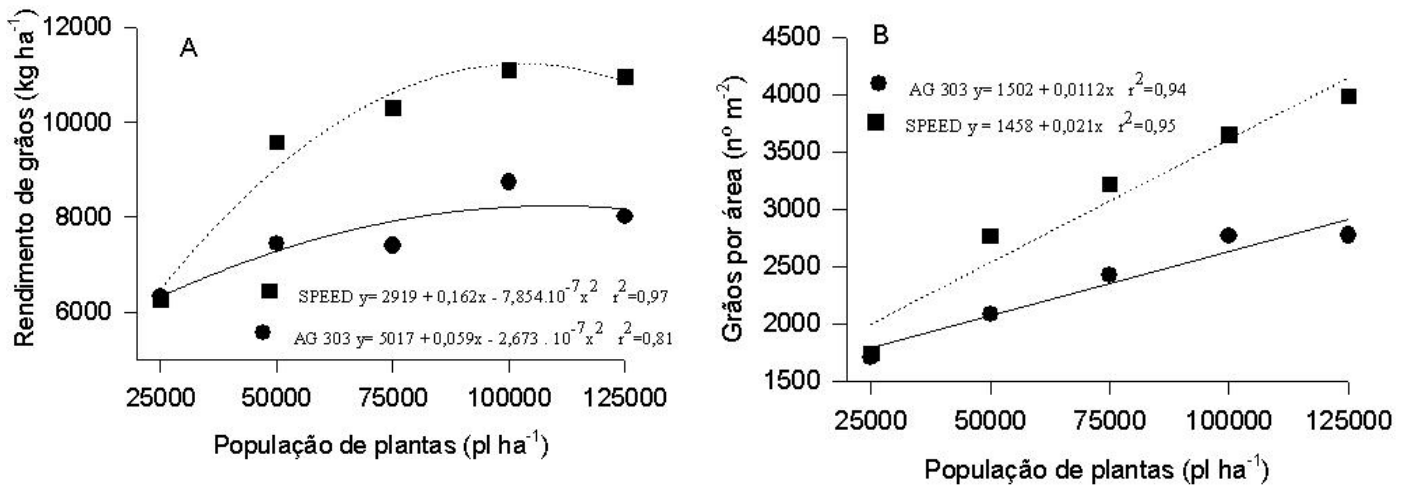 A
Rendimento de grãos (kg ha⁻¹)
12000
10000
8000
6000
SPEED y= 2919 + 0,162x - 7,854.10⁻⁷x² r²=0,97
AG 303 y= 5017 + 0,059x - 2,673 . 10⁻⁷x² r²=0,81
25000 50000 75000 100000 125000
População de plantas (pl ha⁻¹)
B
Grãos por área (nº m⁻²)
4500
4000
3500
3000
2500
2000
1500
AG 303 y= 1502 + 0,0112x r²=0,94
SPEED y = 1458 + 0,021x r²=0,95
25000 50000 75000 100000 125000
População de plantas (pl ha⁻¹)